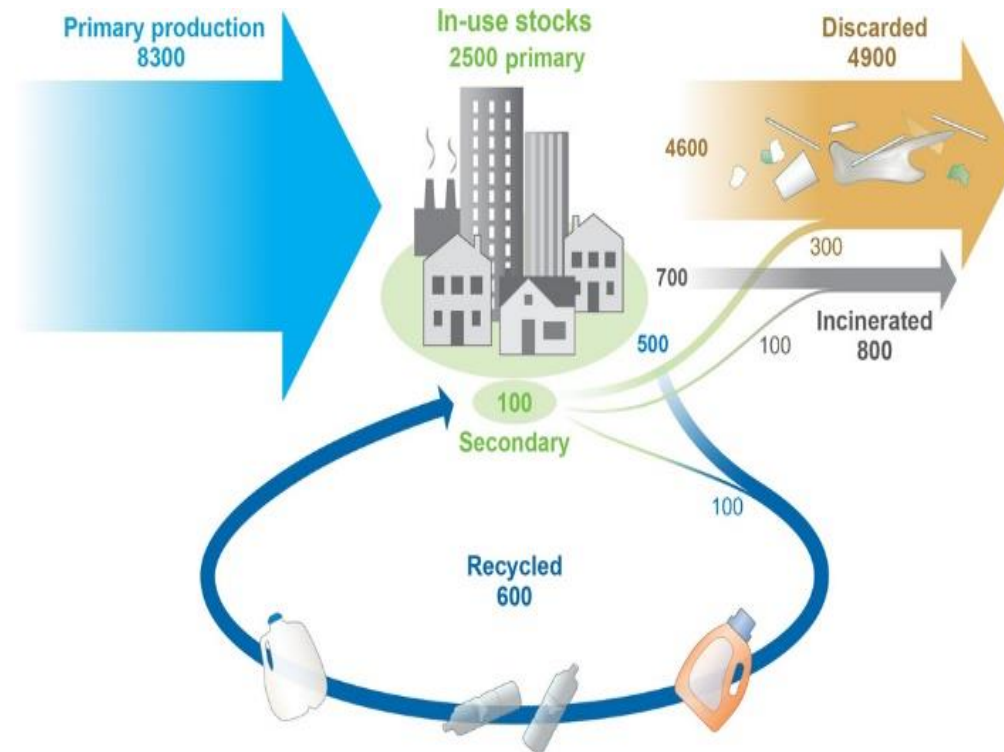 Primary production
8300
In-use stocks
2500 primary
Discarded
4900
4600
300
700
Incinerated
800
500
100
100
Secondary
100
Recycled
600